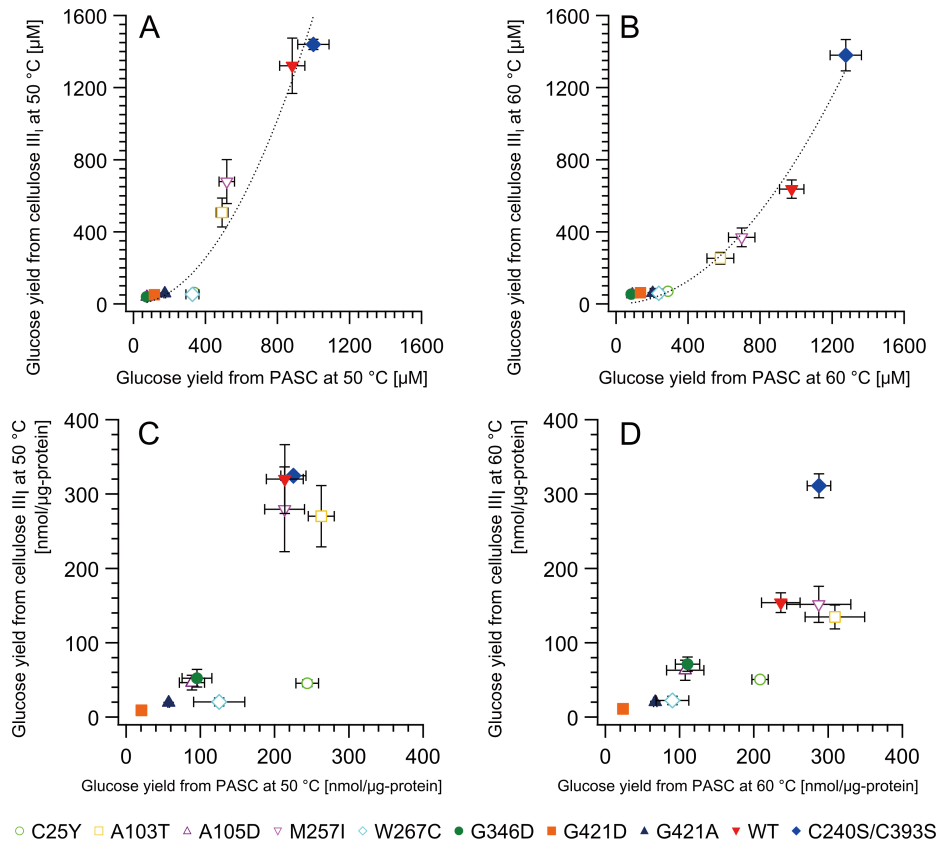 A
Glucose yield from cellulose III_I at 50 °C [µM]
1600
1200
800
400
0
0 400 800 1200 1600
Glucose yield from PASC at 50 °C [µM]
B
Glucose yield from cellulose III_I at 60 °C [µM]
1600
1200
800
400
0
0 400 800 1200 1600
Glucose yield from PASC at 60 °C [µM]
C
Glucose yield from cellulose III_I at 50 °C
[nmol/µg-protein]
400
300
200
100
0
0 100 200 300 400
Glucose yield from PASC at 50 °C [nmol/µg-protein]
D
Glucose yield from cellulose III_I at 60 °C
[nmol/µg-protein]
400
300
200
100
0
0 100 200 300 400
Glucose yield from PASC at 60 °C [nmol/µg-protein]
C25Y A103T A105D M257I W267C G346D G421D G421A WT C240S/C393S